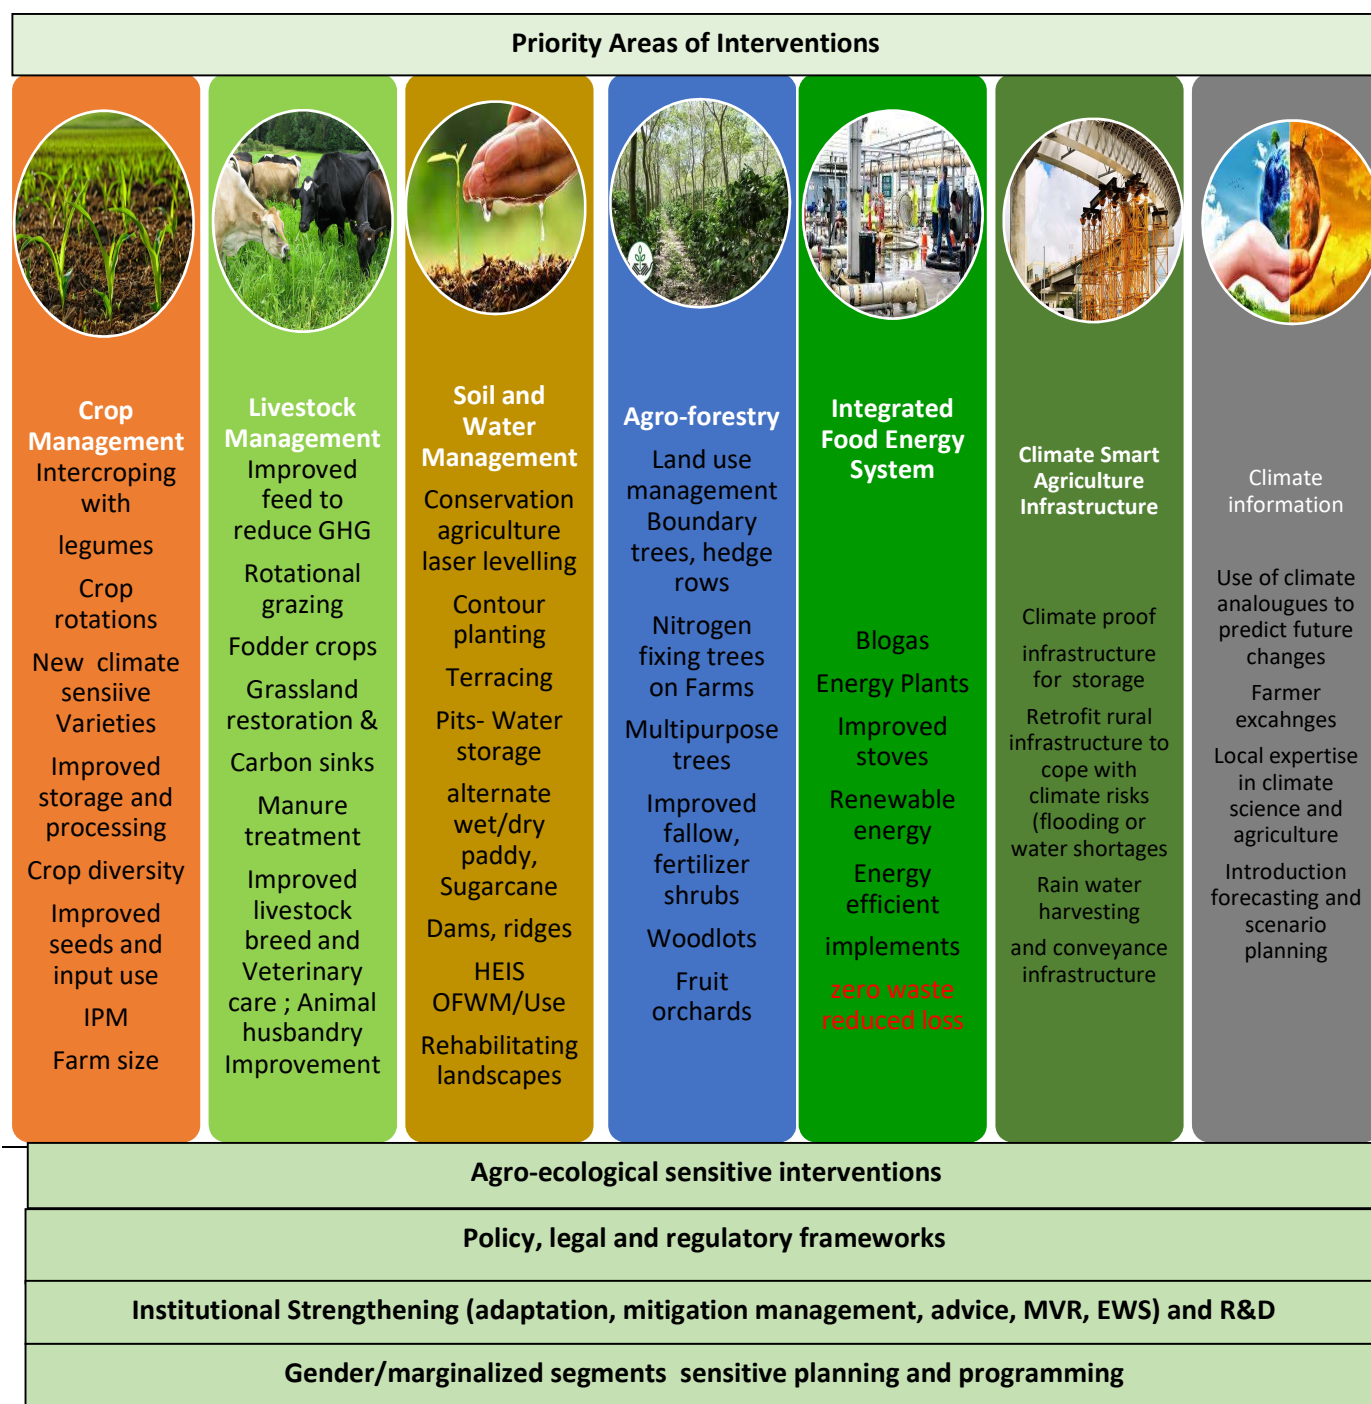 Priority Areas of Interventions
Crop
Management
Intercroping
with
legumes
Crop
rotations
New climate
sensiive
Varieties
Improved
storage and
processing
Crop diversity
Improved
seeds and
input use
IPM
Farm size
Livestock
Management
Improved
feed to
reduce GHG
Rotational
grazing
Fodder crops
Grassland
restoration &
Carbon sinks
Manure
treatment
Improved
livestock
breed and
Veterinary
care ; Animal
husbandry
Improvement
Soil and
Water
Management
Conservation
agriculture
laser levelling
Contour
planting
Terracing
Pits- Water
storage
alternate
wet/dry
paddy,
Sugarcane
Dams, ridges
HEIS
OFWM/Use
Rehabilitating
landscapes
Agro-forestry
Land use
management
Boundary
trees, hedge
rows
Nitrogen
fixing trees
on Farms
Multipurpose
trees
Improved
fallow,
fertilizer
shrubs
Woodlots
Fruit
orchards
Integrated
Food Energy
System
Blogas
Energy Plants
Improved
stoves
Renewable
energy
Energy
efficient
implements
zero waste
reduced loss
Climate Smart
Agriculture
Infrastructure
Climate proof
infrastructure
for storage
Retrofit rural
infrastructure to
cope with
climate risks
(flooding or
water shortages
Rain water
harvesting
and conveyance
infrastructure
Climate
information
Use of climate
analougues to
predict future
changes
Farmer
excahnges
Local expertise
in climate
science and
agriculture
Introduction
forecasting and
scenario
planning
Agro-ecological sensitive interventions
Policy, legal and regulatory frameworks
Institutional Strengthening (adaptation, mitigation management, advice, MVR, EWS) and R&D
Gender/marginalized segments sensitive planning and programming